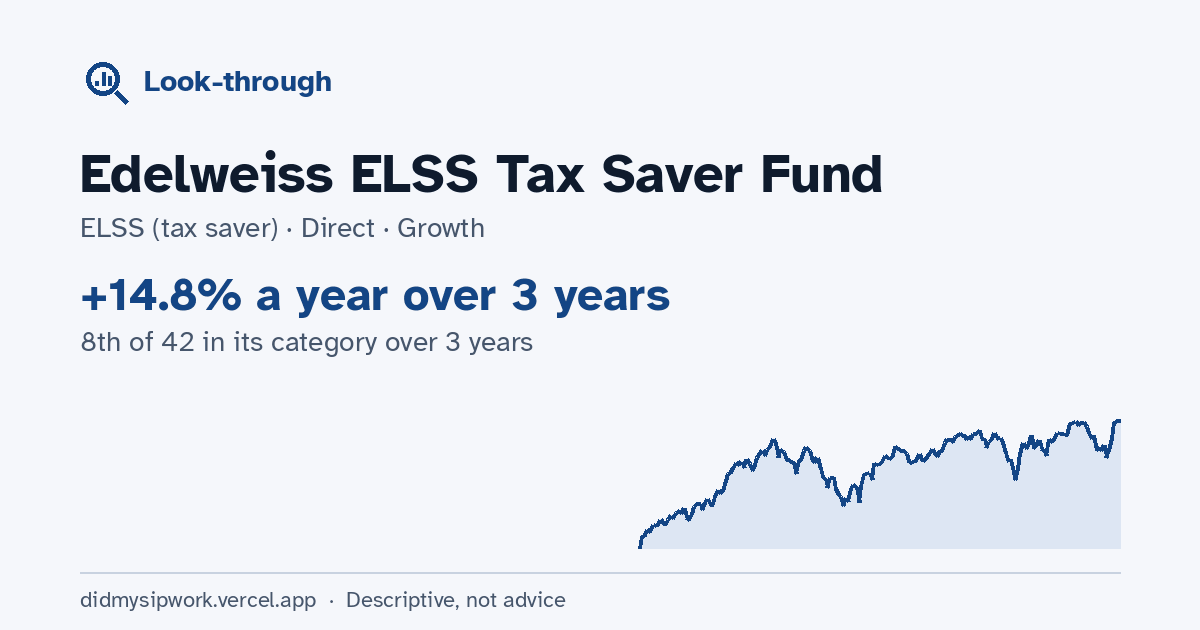 Look-through
Edelweiss ELSS Tax Saver Fund
ELSS (tax saver) · Direct · Growth
+14.8% a year over 3 years
8th of 42 in its category over 3 years
didmysipwork.vercel.app · Descriptive, not advice